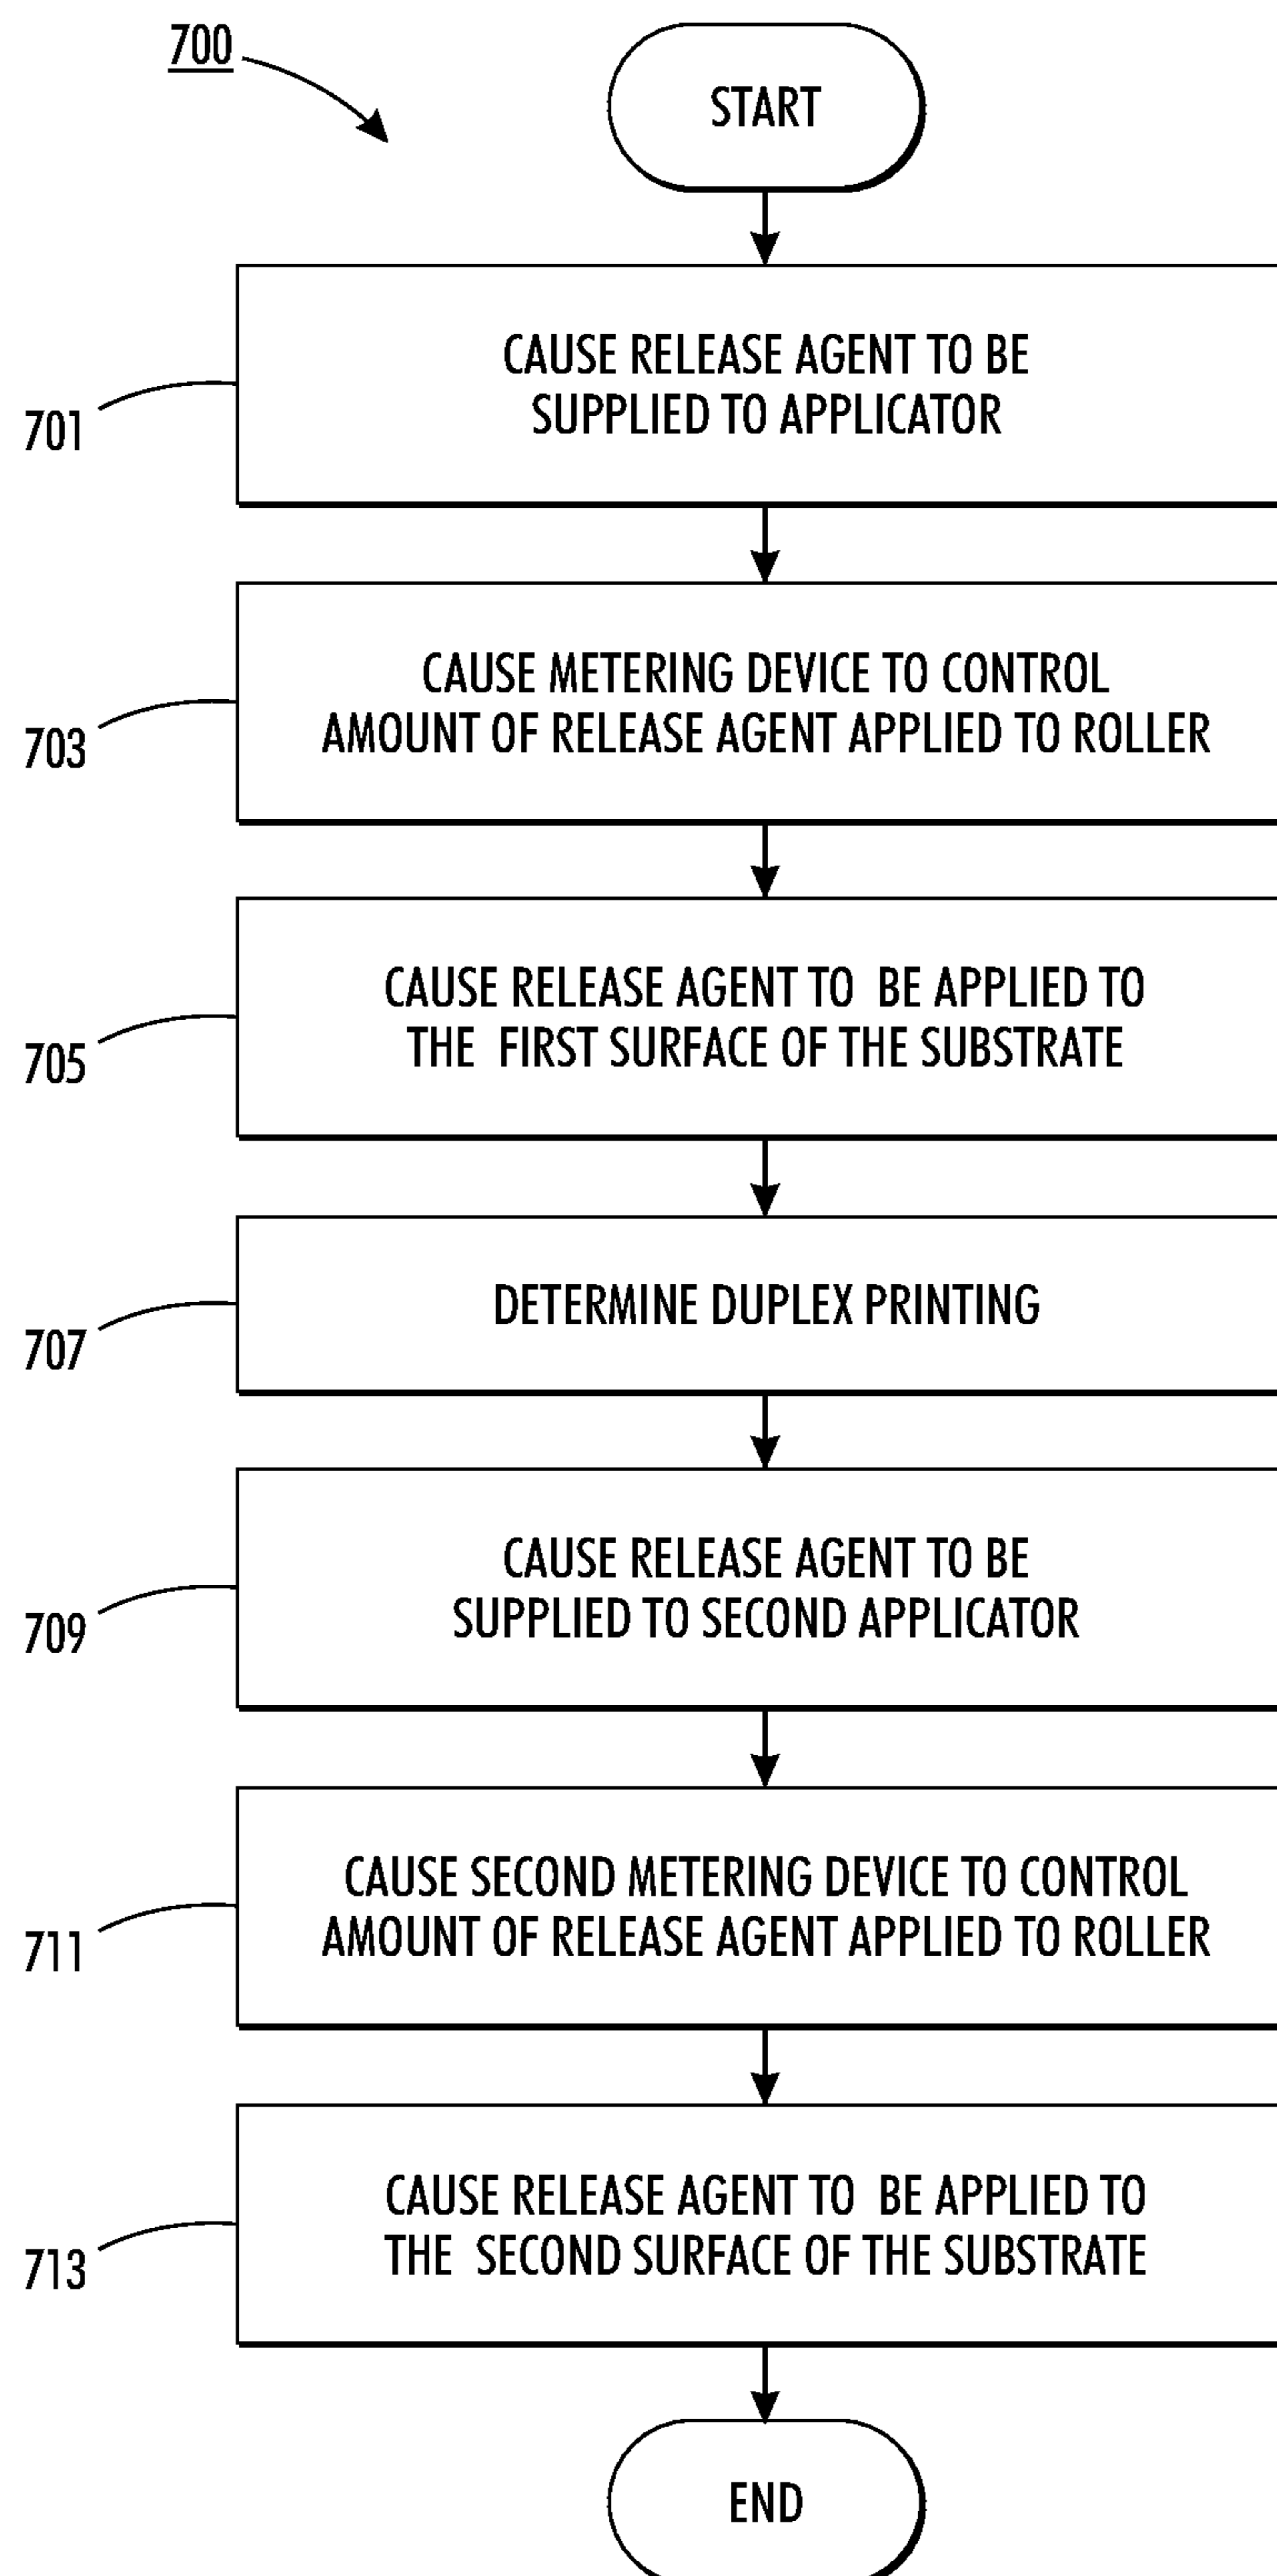 700
START
CAUSE RELEASE AGENT TO BE
SUPPLIED TO APPLICATOR
701
CAUSE METERING DEVICE TO CONTROL
AMOUNT OF RELEASE AGENT APPLIED TO ROLLER
703
CAUSE RELEASE AGENT TO BE APPLIED TO
THE FIRST SURFACE OF THE SUBSTRATE
705
DETERMINE DUPLEX PRINTING
707
CAUSE RELEASE AGENT TO BE
SUPPLIED TO SECOND APPLICATOR
709
CAUSE SECOND METERING DEVICE TO CONTROL
AMOUNT OF RELEASE AGENT APPLIED TO ROLLER
711
CAUSE RELEASE AGENT TO BE APPLIED TO
THE SECOND SURFACE OF THE SUBSTRATE
713
END